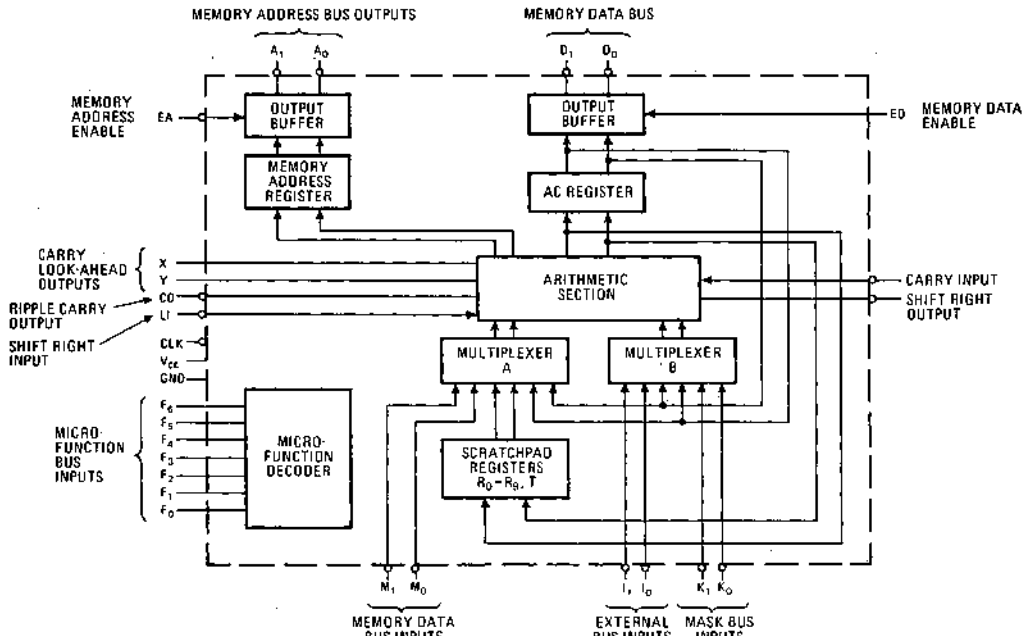 MEMORY ADDRESS BUS OUTPUTS
MEMORY DATA BUS
A1 A0
D1 D0
MEMORY
ADDRESS
ENABLE
EA
OUTPUT
BUFFER
OUTPUT
BUFFER
ED
MEMORY DATA
ENABLE
MEMORY
ADDRESS
REGISTER
AC REGISTER
CARRY
LOOK-AHEAD
OUTPUTS
X
Y
RIPPLE CARRY
OUTPUT
CO
SHIFT RIGHT
INPUT
LI
ARITHMETIC
SECTION
CARRY INPUT
SHIFT RIGHT
OUTPUT
CLK
VCC
GND
MULTIPLEXER
A
MULTIPLEXER
B
MICRO-
FUNCTION
BUS
INPUTS
F6
F5
F4
F3
F2
F1
F0
MICRO-
FUNCTION
DECODER
SCRATCHPAD
REGISTERS
R0-R9, T
M1 M0
I1 I0
K1 K0
MEMORY DATA
BUS INPUTS
EXTERNAL
BUS INPUTS
MASK BUS
INPUTS